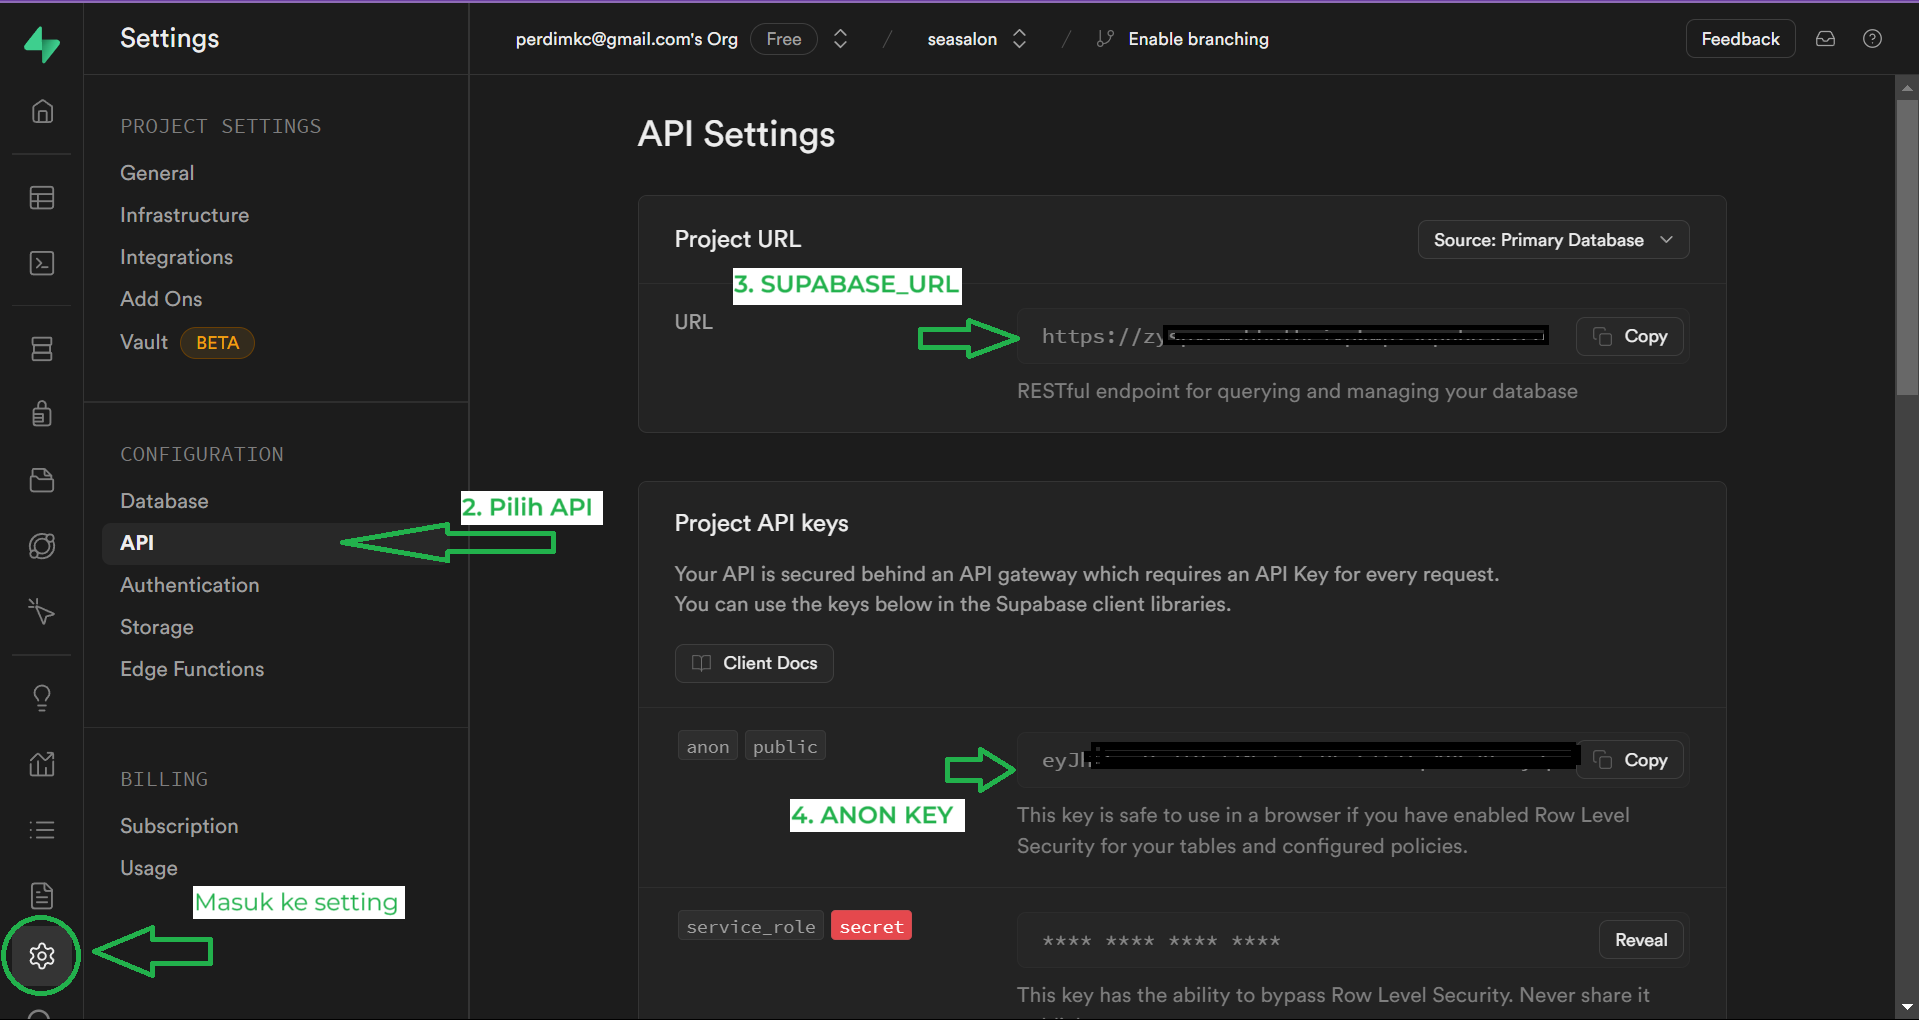 Settings
perdimkc@gmail.com's Org
Free
/
seasalon
/
Enable branching
Feedback
PROJECT SETTINGS
General
Infrastructure
Integrations
Add Ons
Vault
BETA
CONFIGURATION
Database
API
Authentication
Storage
Edge Functions
BILLING
Subscription
Usage
Masuk ke setting
2. Pilih API
API Settings
Project URL
Source: Primary Database
3. SUPABASE_URL
URL
https://zy
Copy
RESTful endpoint for querying and managing your database
Project API keys
Your API is secured behind an API gateway which requires an API Key for every request.
You can use the keys below in the Supabase client libraries.
Client Docs
anon
public
eyJh
Copy
4. ANON KEY
This key is safe to use in a browser if you have enabled Row Level
Security for your tables and configured policies.
service_role
secret
**** **** **** ****
Reveal
This key has the ability to bypass Row Level Security. Never share it